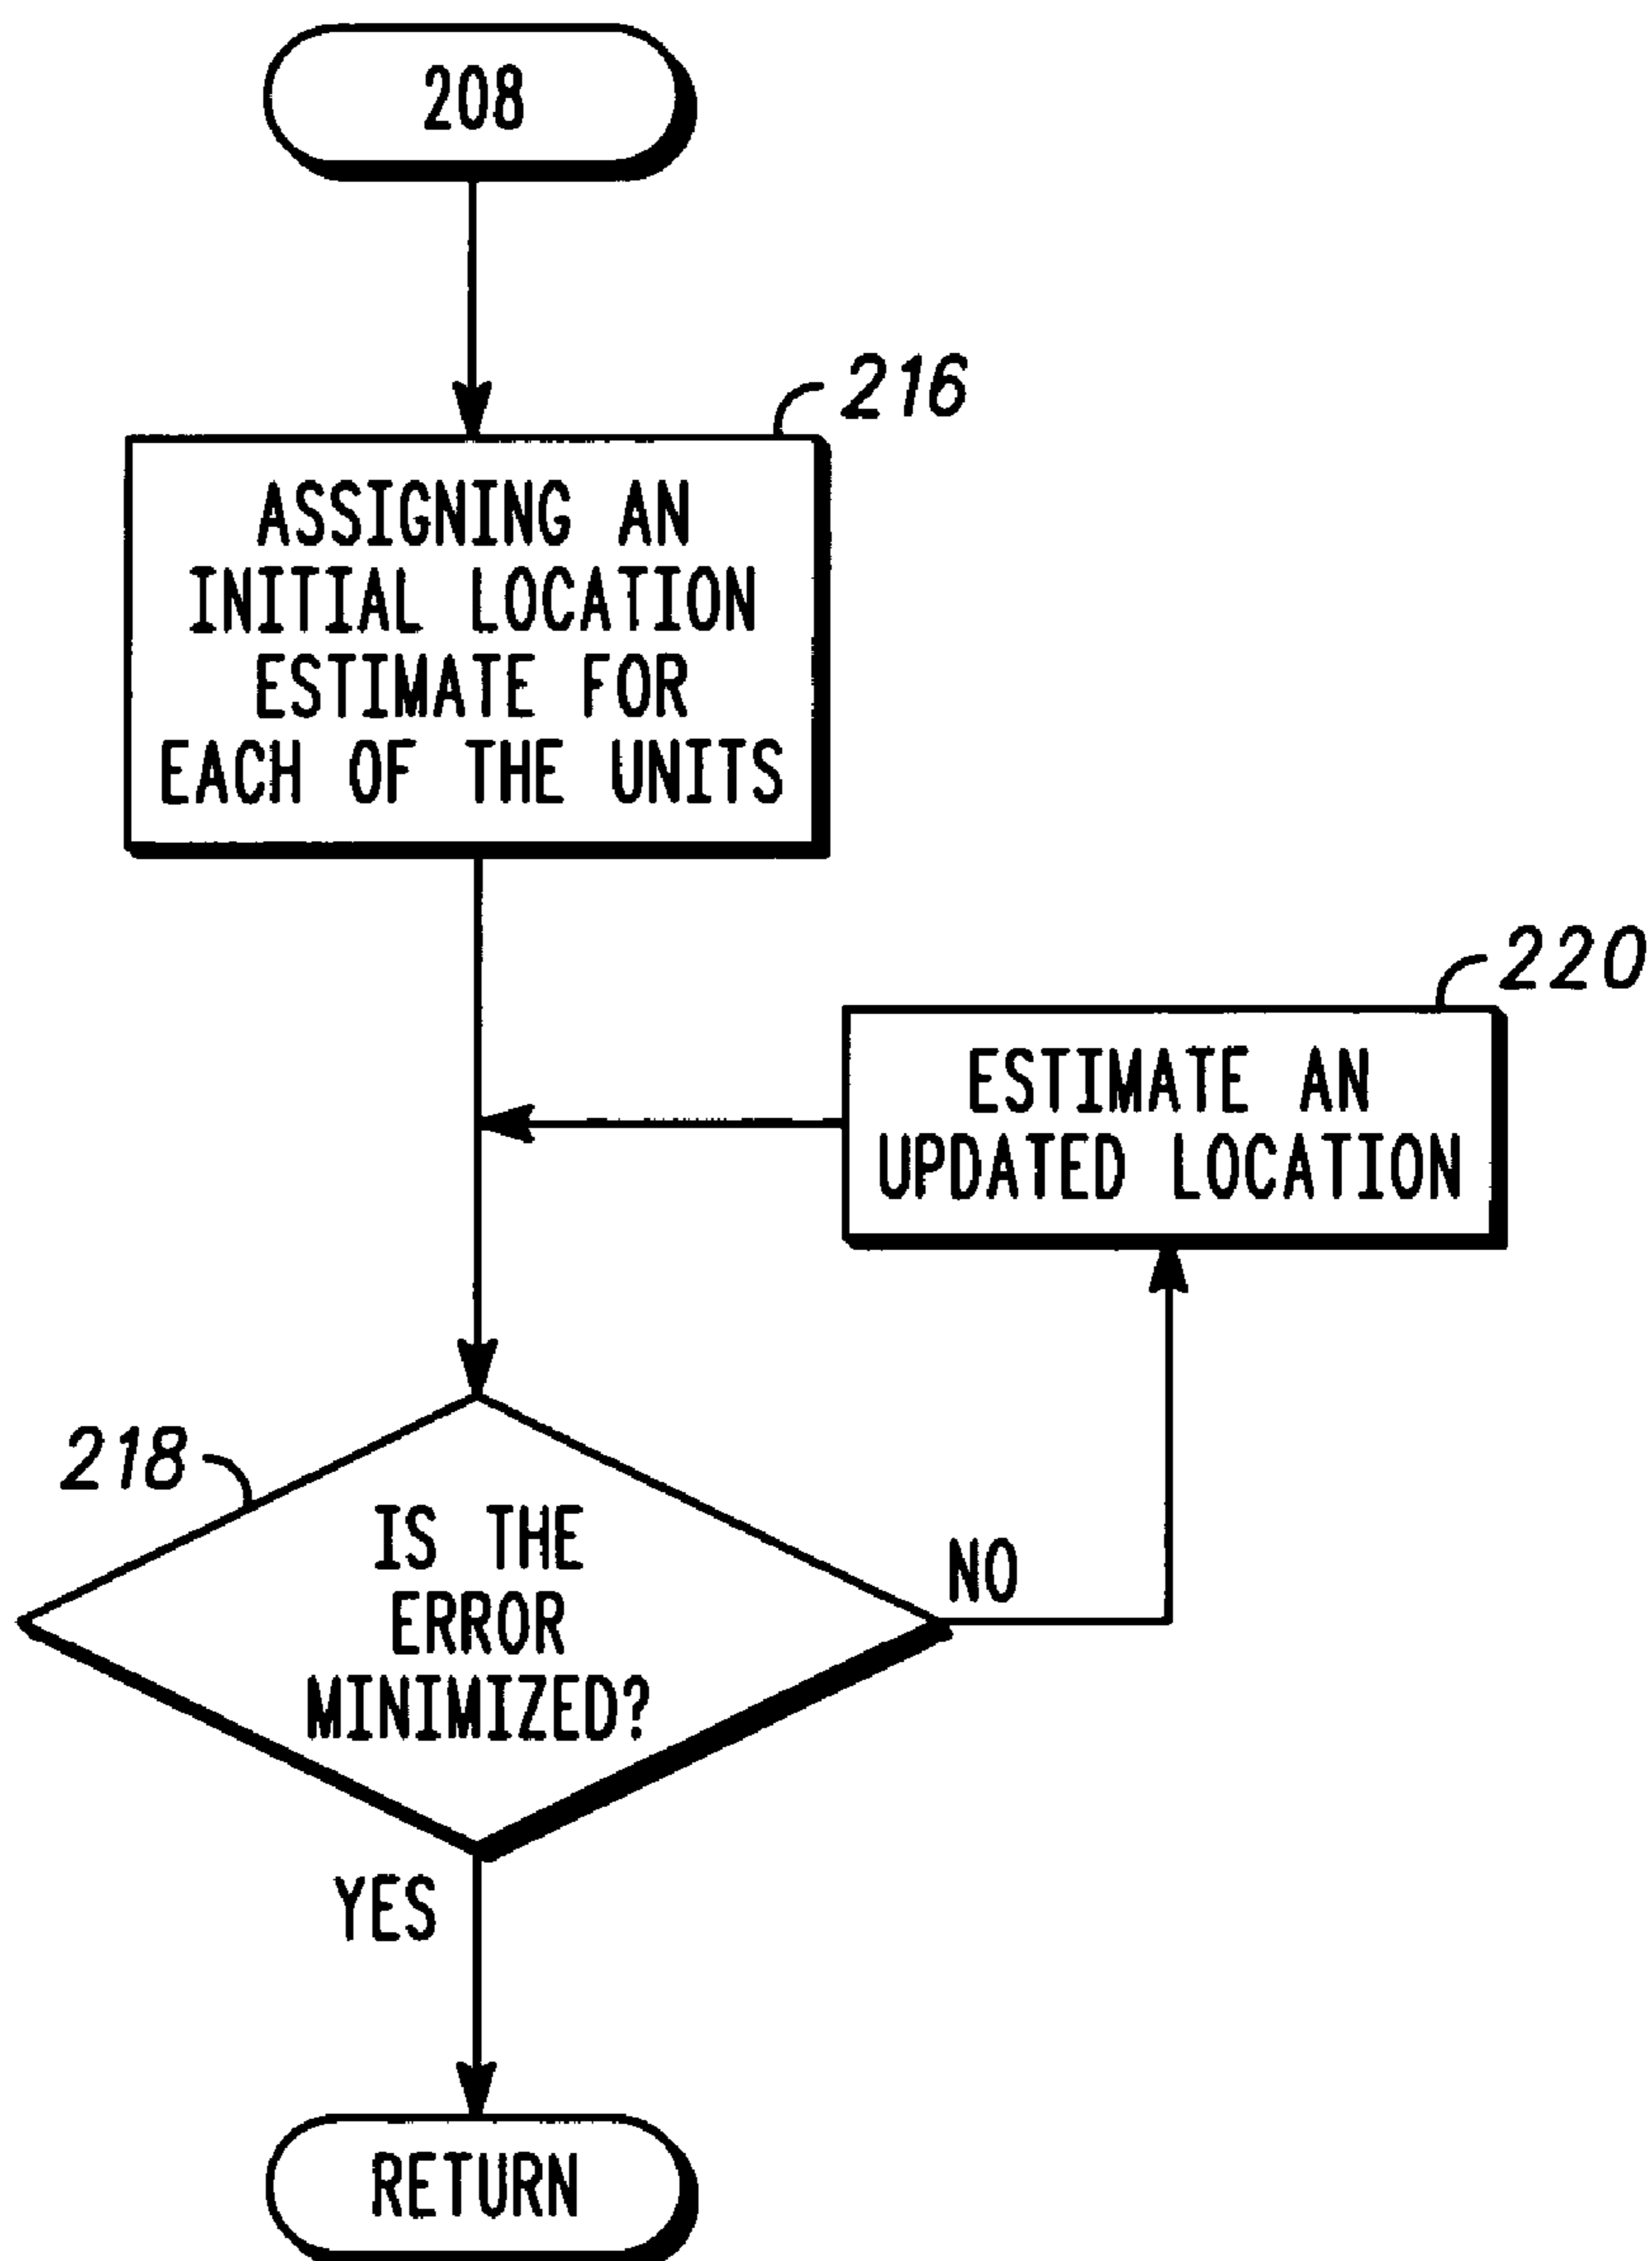 208
216
ASSIGNING AN
INITIAL LOCATION
ESTIMATE FOR
EACH OF THE UNITS
220
ESTIMATE AN
UPDATED LOCATION
218
IS THE
ERROR
MINIMIZED?
NO
YES
RETURN